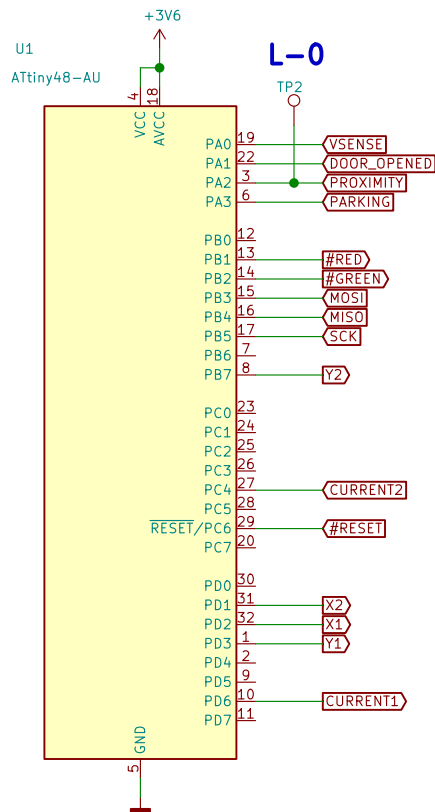 +3V6
U1
L-0
ATtiny48-AU
TP2
4
18
VCC
AVCC
PA0 19 VSENSE
PA1 22 DOOR_OPENED
PA2 3 PROXIMITY
PA3 6 PARKING
PB0 12
PB1 13 #RED
PB2 14 #GREEN
PB3 15 MOSI
PB4 16 MISO
PB5 17 SCK
PB6 7
PB7 8 Y2
PC0 23
PC1 24
PC2 25
PC3 26
PC4 27 CURRENT2
PC5 28
RESET/PC6 29 #RESET
PC7 20
PD0 30
PD1 31 X2
PD2 32 X1
PD3 1 Y1
PD4 2
PD5 9
PD6 10 CURRENT1
PD7 11
GND
5